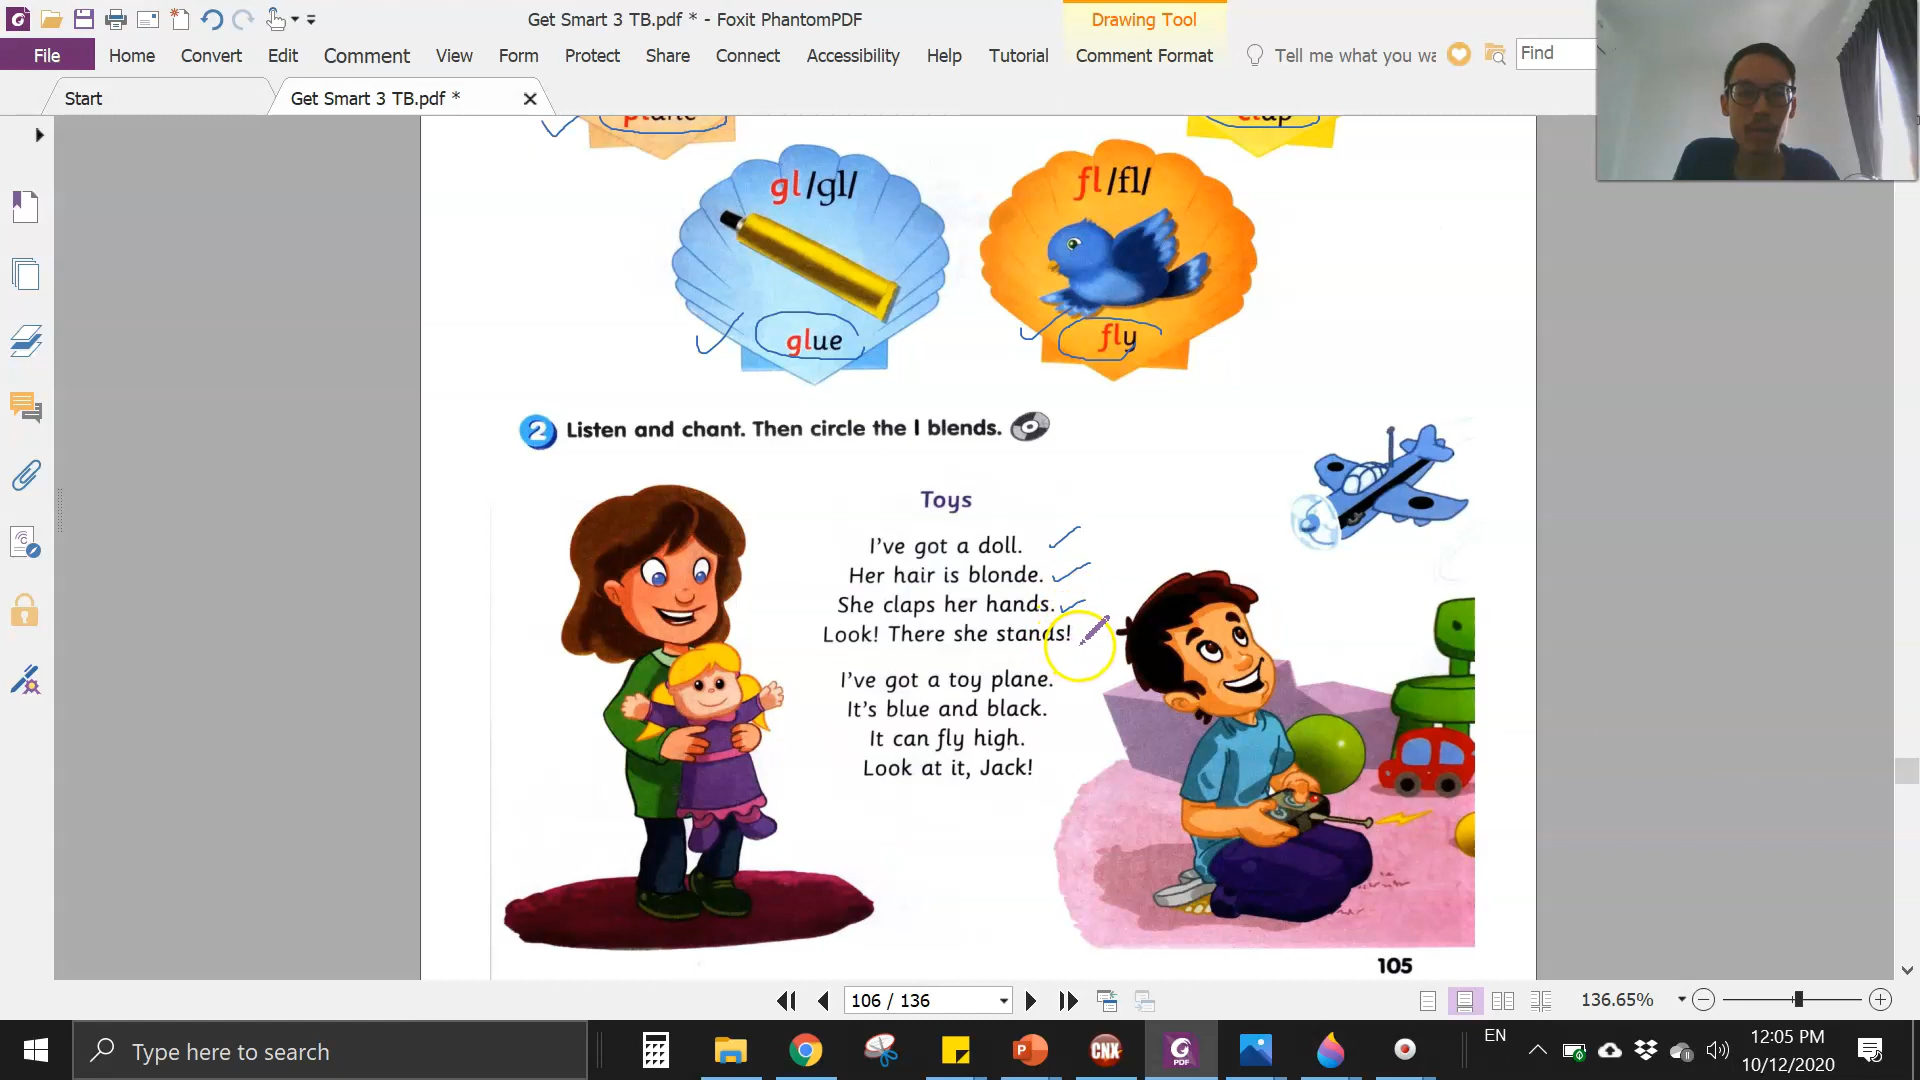 Get Smart 3 TB.pdf * - Foxit PhantomPDF
Drawing Tool
File Home Convert Edit Comment View Form Protect Share Connect Accessibility Help Tutorial Comment Format Tell me what you wa Find
Start Get Smart 3 TB.pdf *
plane clap
gl /gl/ fl /fl/
glue fly
2 Listen and chant. Then circle the l blends.
Toys
I've got a doll.
Her hair is blonde.
She claps her hands.
Look! There she stands!
I've got a toy plane.
It's blue and black.
It can fly high.
Look at it, Jack!
105
106 / 136 136.65%
Type here to search
CNX
PDF
EN
12:05 PM
10/12/2020